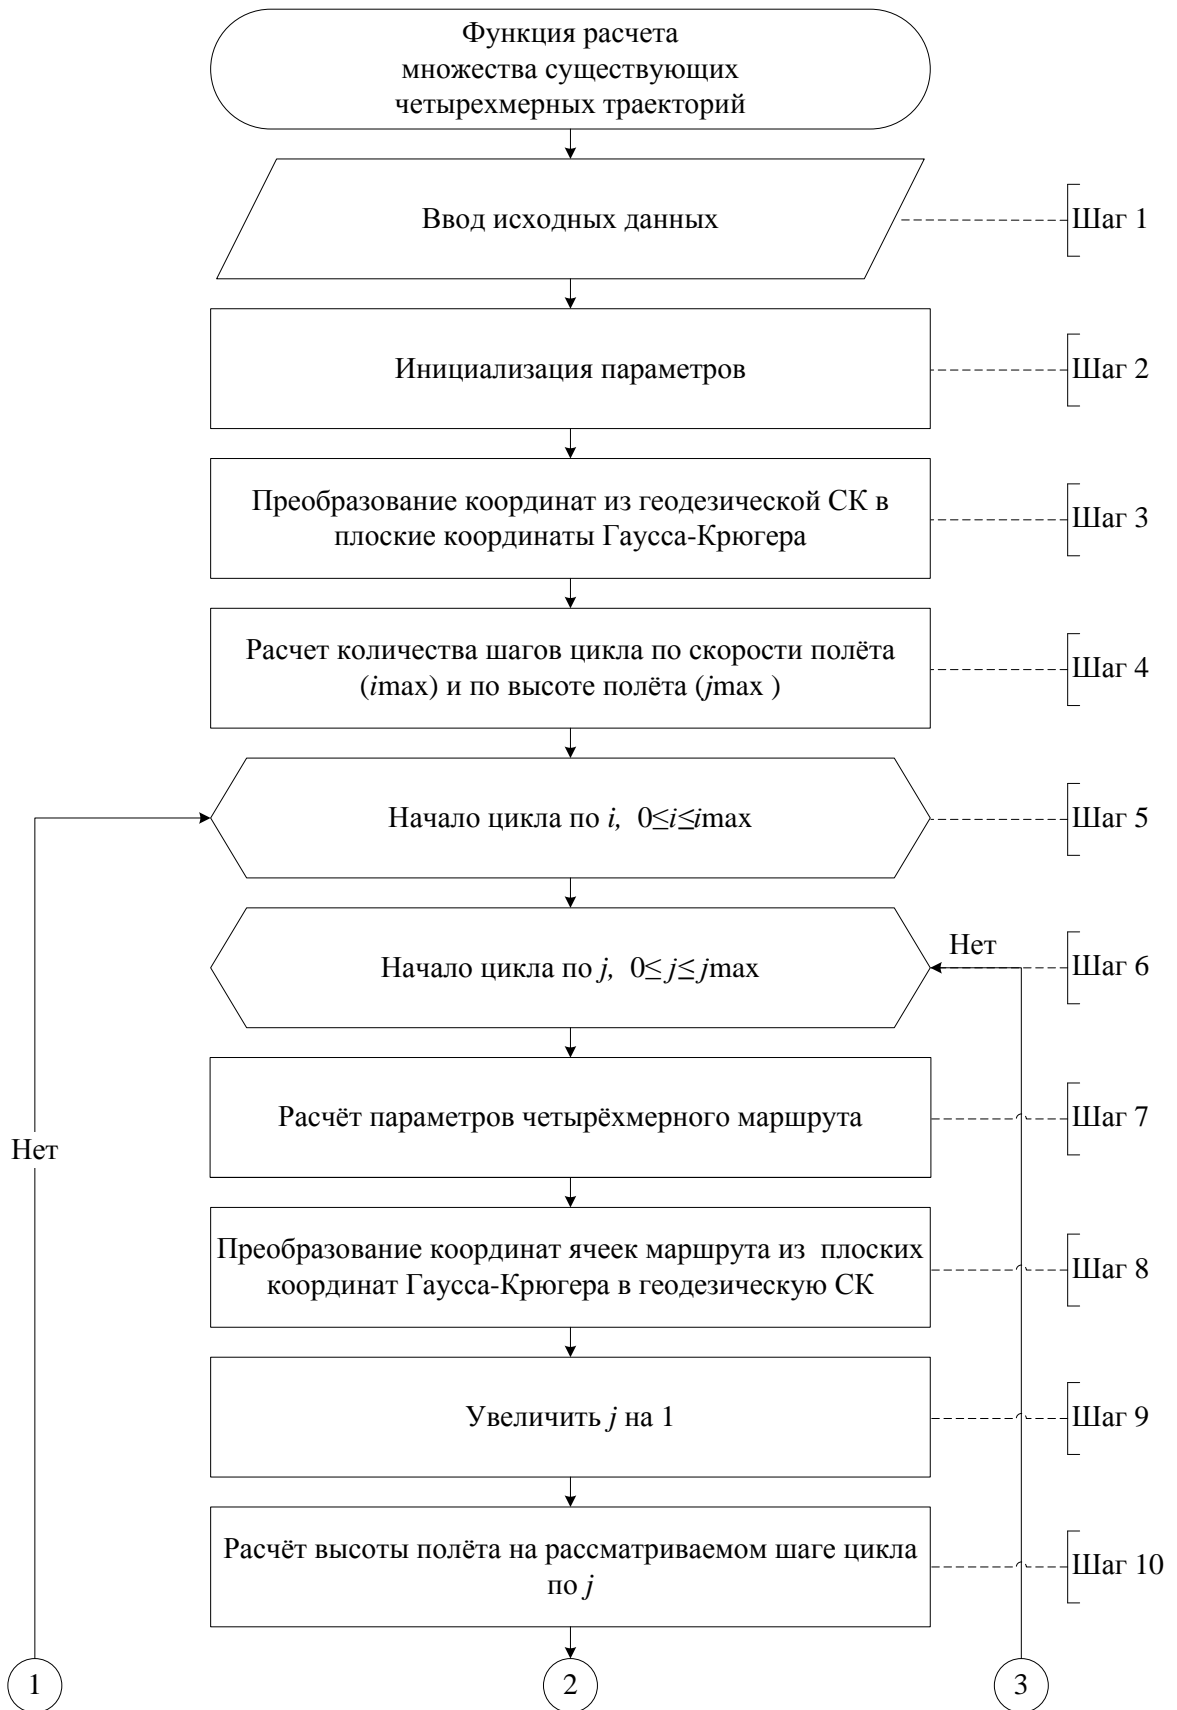 Функция расчета
множества существующих
четырехмерных траекторий
Ввод исходных данных
Шаг 1
Инициализация параметров
Шаг 2
Преобразование координат из геодезической СК в
плоские координаты Гаусса-Крюгера
Шаг 3
Расчет количества шагов цикла по скорости полёта
(imax) и по высоте полёта (jmax )
Шаг 4
Начало цикла по i, 0≤i≤imax
Шаг 5
Нет
Начало цикла по j, 0≤ j≤ jmax
Шаг 6
Расчёт параметров четырёхмерного маршрута
Шаг 7
Нет
Преобразование координат ячеек маршрута из плоских
координат Гаусса-Крюгера в геодезическую СК
Шаг 8
Увеличить j на 1
Шаг 9
Расчёт высоты полёта на рассматриваемом шаге цикла
по j
Шаг 10
1
2
3